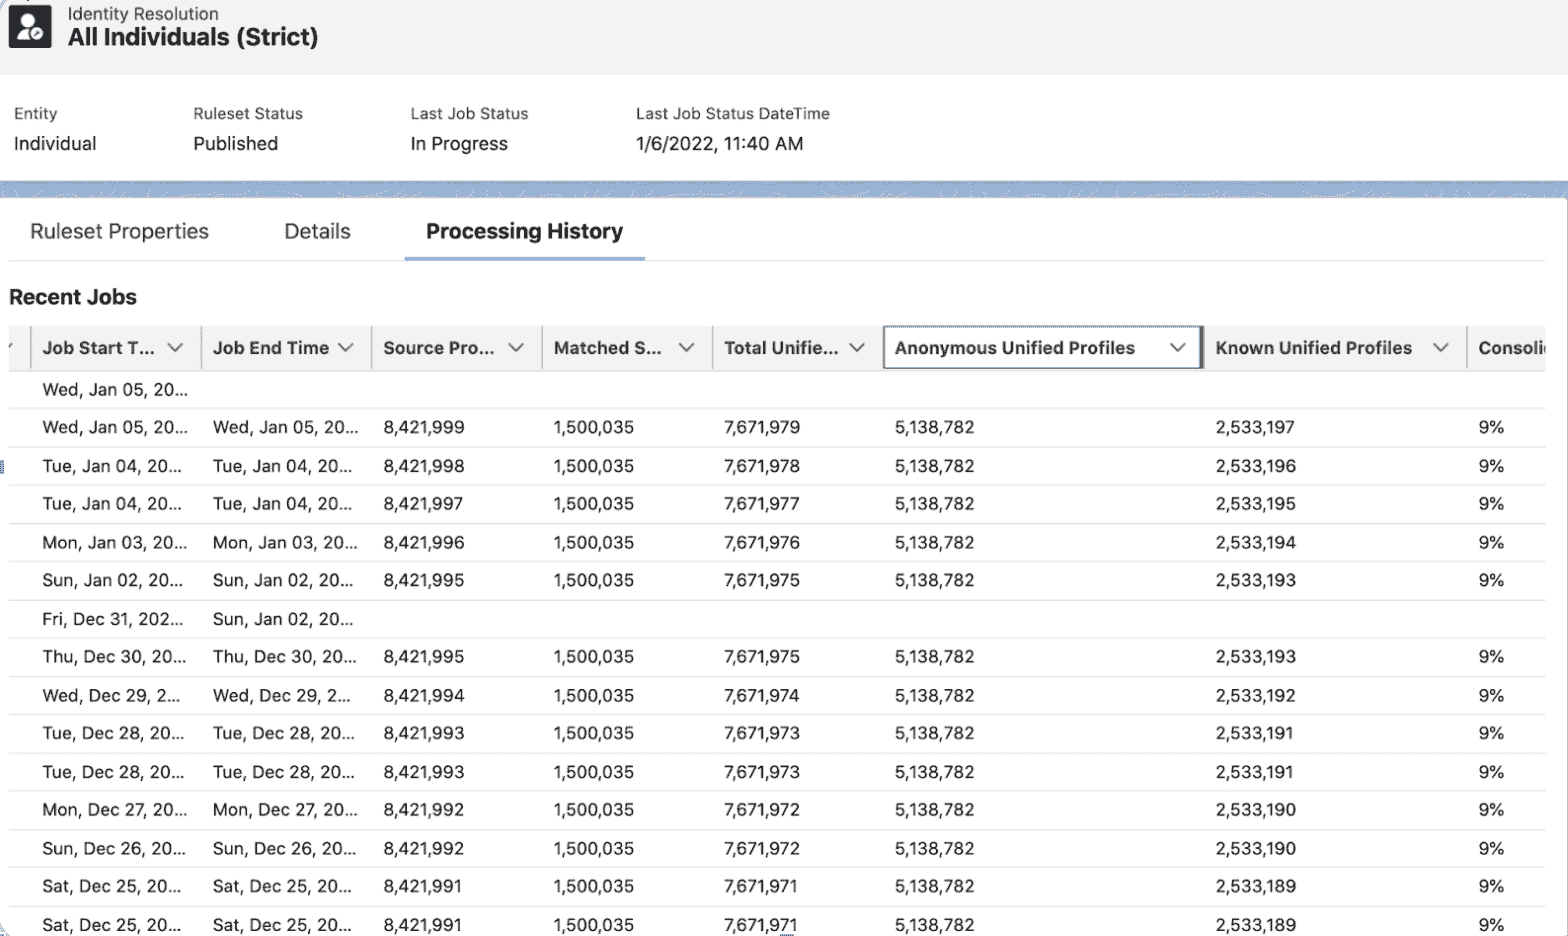 Identity Resolution
All Individuals (Strict)
Entity Ruleset Status Last Job Status Last Job Status DateTime
Individual Published In Progress 1/6/2022, 11:40 AM
Ruleset Properties Details Processing History
Recent Jobs
Job Start T... Job End Time Source Pro... Matched S... Total Unifie... Anonymous Unified Profiles Known Unified Profiles Consoli
Wed, Jan 05, 20...
Wed, Jan 05, 20... Wed, Jan 05, 20... 8,421,999 1,500,035 7,671,979 5,138,782 2,533,197 9%
Tue, Jan 04, 20... Tue, Jan 04, 20... 8,421,998 1,500,035 7,671,978 5,138,782 2,533,196 9%
Tue, Jan 04, 20... Tue, Jan 04, 20... 8,421,997 1,500,035 7,671,977 5,138,782 2,533,195 9%
Mon, Jan 03, 20... Mon, Jan 03, 20... 8,421,996 1,500,035 7,671,976 5,138,782 2,533,194 9%
Sun, Jan 02, 20... Sun, Jan 02, 20... 8,421,995 1,500,035 7,671,975 5,138,782 2,533,193 9%
Fri, Dec 31, 202... Sun, Jan 02, 20...
Thu, Dec 30, 20... Thu, Dec 30, 20... 8,421,995 1,500,035 7,671,975 5,138,782 2,533,193 9%
Wed, Dec 29, 2... Wed, Dec 29, 2... 8,421,994 1,500,035 7,671,974 5,138,782 2,533,192 9%
Tue, Dec 28, 20... Tue, Dec 28, 20... 8,421,993 1,500,035 7,671,973 5,138,782 2,533,191 9%
Tue, Dec 28, 20... Tue, Dec 28, 20... 8,421,993 1,500,035 7,671,973 5,138,782 2,533,191 9%
Mon, Dec 27, 20... Mon, Dec 27, 20... 8,421,992 1,500,035 7,671,972 5,138,782 2,533,190 9%
Sun, Dec 26, 20... Sun, Dec 26, 20... 8,421,992 1,500,035 7,671,972 5,138,782 2,533,190 9%
Sat, Dec 25, 20... Sat, Dec 25, 20... 8,421,991 1,500,035 7,671,971 5,138,782 2,533,189 9%
Sat, Dec 25, 20... Sat, Dec 25, 20... 8,421,991 1,500,035 7,671,971 5,138,782 2,533,189 9%